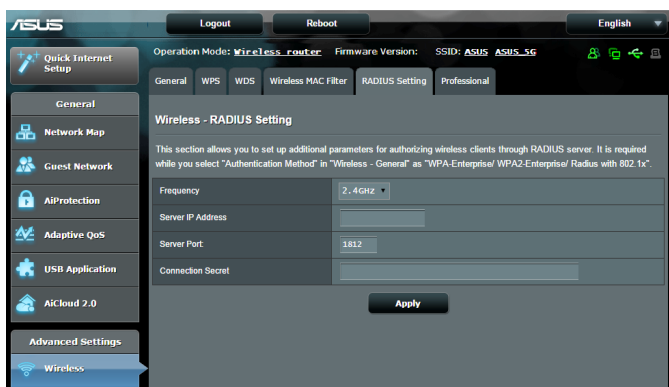 ASUS
Logout
Reboot
English
Quick Internet Setup
Operation Mode: Wireless router Firmware Version: SSID: ASUS ASUS_5G
General
WPS
WDS
Wireless MAC Filter
RADIUS Setting
Professional
General
Network Map
Guest Network
AiProtection
Adaptive QoS
USB Application
AiCloud 2.0
Advanced Settings
Wireless
Wireless - RADIUS Setting
This section allows you to set up additional parameters for authorizing wireless clients through RADIUS server. It is required
while you select "Authentication Method" in "Wireless - General" as "WPA-Enterprise/ WPA2-Enterprise/ Radius with 802.1x".
Frequency
2.4GHz
Server IP Address
Server Port
1812
Connection Secret
Apply